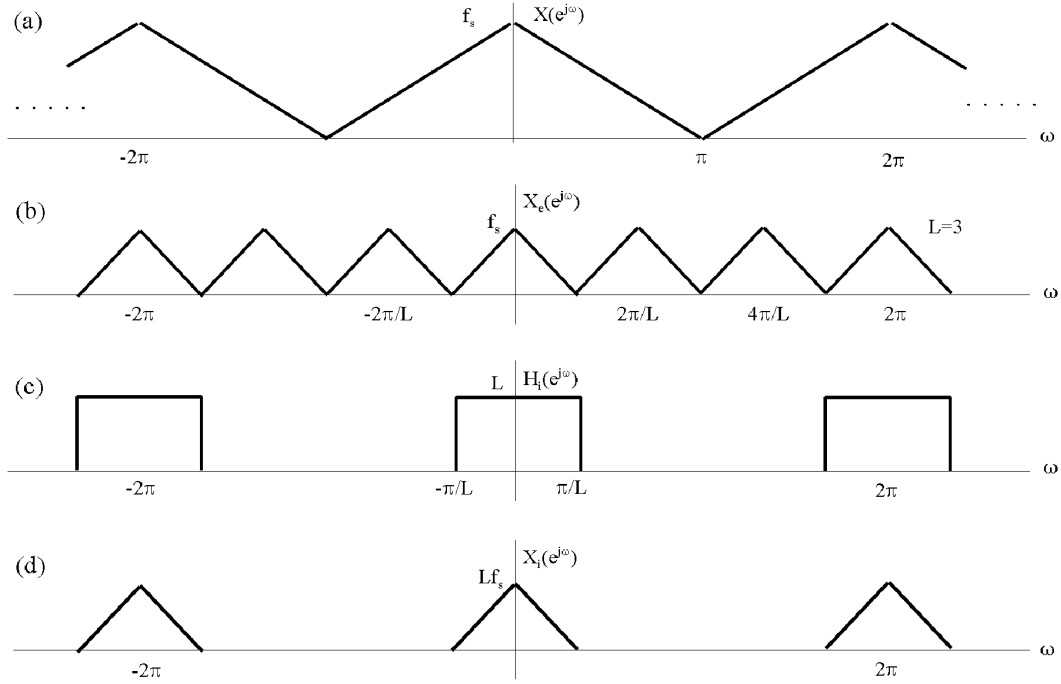 (a) f_s X(e^{jω})
. . . . . . . . . .
-2π π 2π ω
(b) X_e(e^{jω})
f_s L=3
-2π -2π/L 2π/L 4π/L 2π ω
(c) L H_i(e^{jω})
-2π -π/L π/L 2π ω
(d) X_i(e^{jω})
Lf_s
-2π 2π ω